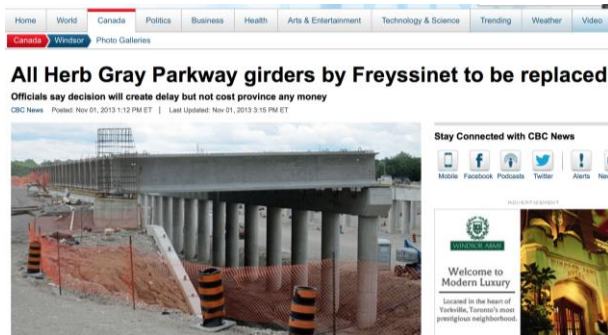 Home World Canada Politics Business Health Arts & Entertainment Technology & Science Trending Weather Video
Canada Windsor Photo Galleries
All Herb Gray Parkway girders by Freyssinet to be replaced
Officials say decision will create delay but not cost province any money
CBC News Posted: Nov 01, 2013 1:12 PM ET | Last Updated: Nov 01, 2013 3:15 PM ET
Stay Connected with CBC News
Mobile Facebook Podcasts Twitter Alerts
ADVERTISEMENT
WINDSOR ARMS
Welcome to
Modern Luxury
Located in the heart of
Yorkville, Toronto's most
prestigious neighborhood.